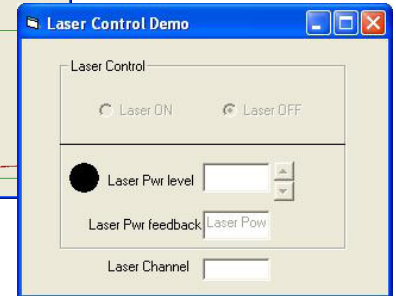 Laser Control Demo
Laser Control
Laser ON Laser OFF
Laser Pwr level
Laser Pwr feedback Laser Pow
Laser Channel